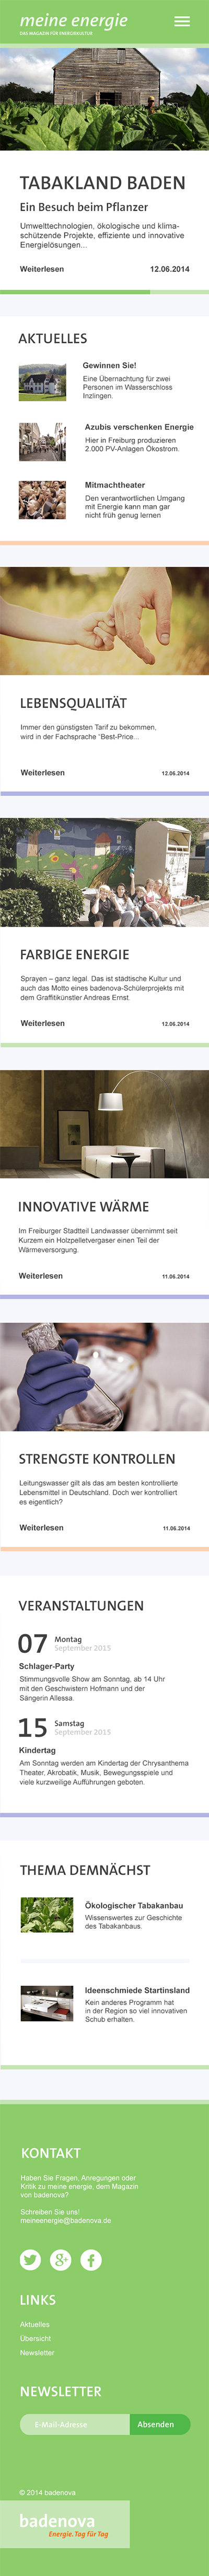 meine energie
DAS MAGAZIN FÜR ENERGIEKULTUR
TABAKLAND BADEN
Ein Besuch beim Pflanzer
Umwelttechnologien, ökologische und klima-
schützende Projekte, effiziente und innovative
Energielösungen...
Weiterlesen 12.06.2014
AKTUELLES
Gewinnen Sie!
Eine Übernachtung für zwei
Personen im Wasserschloss
Inzlingen.
Azubis verschenken Energie
Hier in Freiburg produzieren
2.000 PV-Anlagen Ökostrom.
Mitmachtheater
Den verantwortlichen Umgang
mit Energie kann man gar
nicht früh genug lernen
LEBENSQUALITÄT
Immer den günstigsten Tarif zu bekommen,
wird in der Fachsprache "Best-Price...
Weiterlesen 12.06.2014
FARBIGE ENERGIE
Sprayen – ganz legal. Das ist städtische Kultur und
auch das Motto eines badenova-Schülerprojekts mit
dem Graffitikünstler Andreas Ernst.
Weiterlesen 12.06.2014
INNOVATIVE WÄRME
Im Freiburger Stadtteil Landwasser übernimmt seit
Kurzem ein Holzpelletvergaser einen Teil der
Wärmeversorgung.
Weiterlesen 11.06.2014
STRENGSTE KONTROLLEN
Leitungswasser gilt als das am besten kontrollierte
Lebensmittel in Deutschland. Doch wer kontrolliert
es eigentlich?
Weiterlesen 11.06.2014
VERANSTALTUNGEN
07 Montag
September 2015
Schlager-Party
Stimmungsvolle Show am Sonntag, ab 14 Uhr
mit den Geschwistern Hofmann und der
Sängerin Allessa.
15 Samstag
September 2015
Kindertag
Am Sonntag werden am Kindertag der Chrysanthema
Theater, Akrobatik, Musik, Bewegungsspiele und
viele kurzweilige Aufführungen geboten.
THEMA DEMNÄCHST
Ökologischer Tabakanbau
Wissenswertes zur Geschichte
des Tabakanbaus.
Ideenschmiede Startinsland
Kein anderes Programm hat
in der Region so viel innovativen
Schub erhalten.
KONTAKT
Haben Sie Fragen, Anregungen oder
Kritik zu meine energie, dem Magazin
von badenova?
Schreiben Sie uns!
meineenergie@badenova.de
LINKS
Aktuelles
Übersicht
Newsletter
NEWSLETTER
E-Mail-Adresse Absenden
© 2014 badenova
badenova
Energie. Tag für Tag